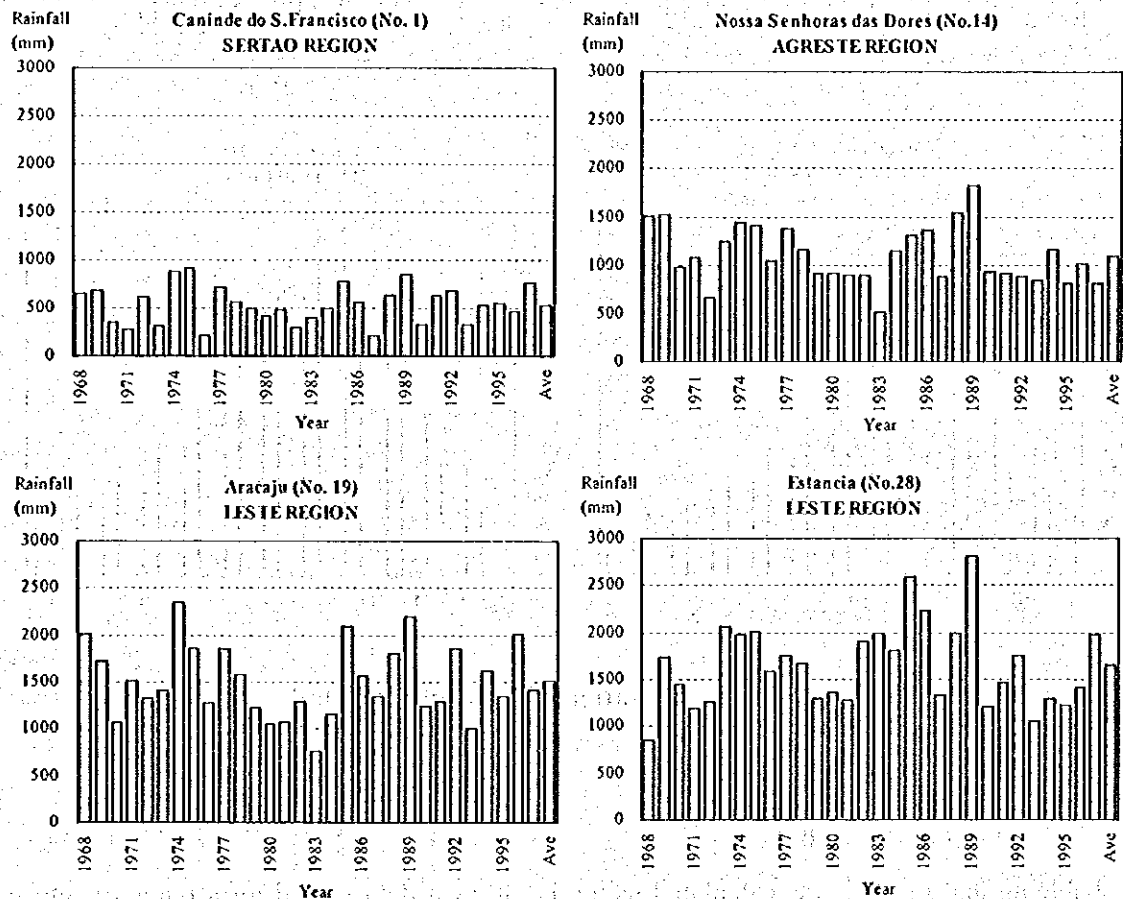 Rainfall
(mm)
Caninde do S.Francisco (No. 1)
SERTAO REGION
3000
2500
2000
1500
1000
500
0
1968
1971
1974
1977
1980
1983
1986
1989
1992
1995
Ave
Year
Rainfall
(mm)
Nossa Senhoras das Dores (No.14)
AGRESTE REGION
3000
2500
2000
1500
1000
500
0
1968
1971
1974
1977
1980
1983
1986
1989
1992
1995
Ave
Year
Rainfall
(mm)
Aracaju (No. 19)
LESTE REGION
3000
2500
2000
1500
1000
500
0
1968
1971
1974
1977
1980
1983
1986
1989
1992
1995
Ave
Year
Rainfall
(mm)
Estancia (No.28)
LESTE REGION
3000
2500
2000
1500
1000
500
0
1968
1971
1974
1977
1980
1983
1986
1989
1992
1995
Ave
Year